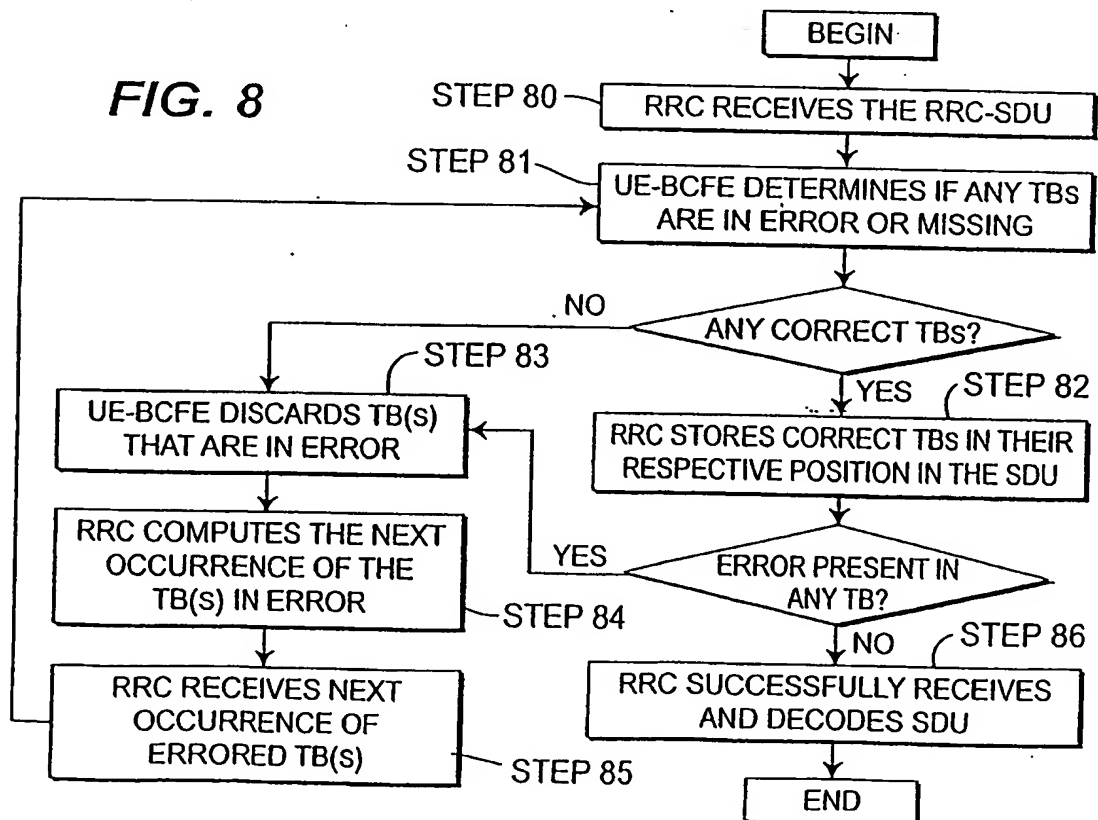 BEGIN
FIG. 8
STEP 80
RRC RECEIVES THE RRC-SDU
STEP 81
UE-BCFE DETERMINES IF ANY TBs
ARE IN ERROR OR MISSING
NO
ANY CORRECT TBs?
STEP 83
YES
STEP 82
UE-BCFE DISCARDS TB(S)
THAT ARE IN ERROR
RRC STORES CORRECT TBs IN THEIR
RESPECTIVE POSITION IN THE SDU
RRC COMPUTES THE NEXT
OCCURRENCE OF THE
TB(S) IN ERROR
YES
ERROR PRESENT IN
ANY TB?
STEP 84
NO
STEP 86
RRC RECEIVES NEXT
OCCURRENCE OF
ERRORED TB(S)
RRC SUCCESSFULLY RECEIVES
AND DECODES SDU
STEP 85
END